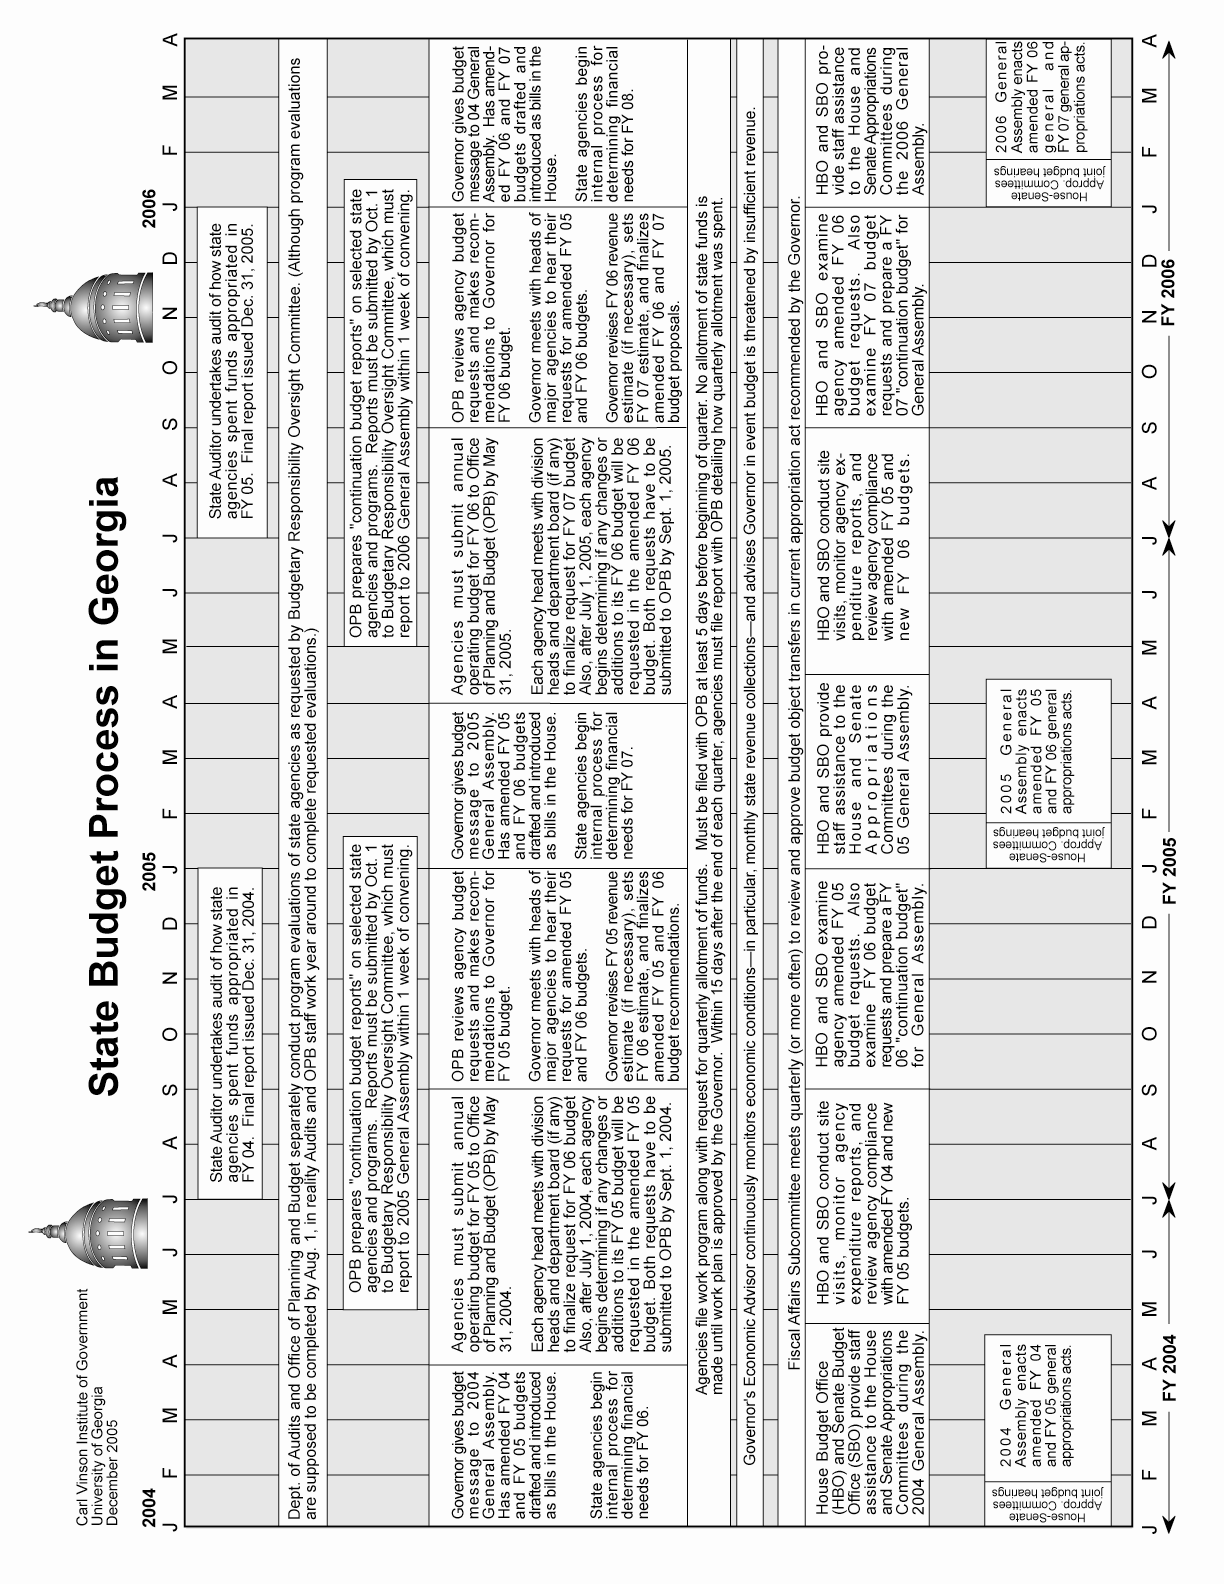 Carl Vinson Institute of Government
University of Georgia
December 2005
State Budget Process in Georgia
2004
2005
2006
J F M A M J J A S O N D J F M A M J J A S O N D J F M A
State Auditor undertakes audit of how state
agencies spent funds appropriated in
FY 04. Final report issued Dec. 31, 2004.
State Auditor undertakes audit of how state
agencies spent funds appropriated in
FY 05. Final report issued Dec. 31, 2005.
Dept. of Audits and Office of Planning and Budget separately conduct program evaluations of state agencies as requested by Budgetary Responsibility Oversight Committee. (Although program evaluations
are supposed to be completed by Aug. 1, in reality Audits and OPB staff work year around to complete requested evaluations.)
OPB prepares "continuation budget reports" on selected state
agencies and programs. Reports must be submitted by Oct. 1
to Budgetary Responsibility Oversight Committee, which must
report to 2005 General Assembly within 1 week of convening.
OPB prepares "continuation budget reports" on selected state
agencies and programs. Reports must be submitted by Oct. 1
to Budgetary Responsibility Oversight Committee, which must
report to 2006 General Assembly within 1 week of convening.
Governor gives budget
message to 2004
General Assembly.
Has amended FY 04
and FY 05 budgets
drafted and introduced
as bills in the House.
State agencies begin
internal process for
determining financial
needs for FY 06.
Agencies must submit annual
operating budget for FY 05 to Office
of Planning and Budget (OPB) by May
31, 2004.
Each agency head meets with division
heads and department board (if any)
to finalize request for FY 06 budget
Also, after July 1, 2004, each agency
begins determining if any changes or
additions to its FY 05 budget will be
requested in the amended FY 05
budget. Both requests have to be
submitted to OPB by Sept. 1, 2004.
OPB reviews agency budget
requests and makes recom-
mendations to Governor for
FY 05 budget.
Governor meets with heads of
major agencies to hear their
requests for amended FY 05
and FY 06 budgets.
Governor revises FY 05 revenue
estimate (if necessary), sets
FY 06 estimate, and finalizes
amended FY 05 and FY 06
budget recommendations.
Governor gives budget
message to 2005
General Assembly.
Has amended FY 05
and FY 06 budgets
drafted and introduced
as bills in the House.
State agencies begin
internal process for
determining financial
needs for FY 07.
Agencies must submit annual
operating budget for FY 06 to Office
of Planning and Budget (OPB) by May
31, 2005.
Each agency head meets with division
heads and department board (if any)
to finalize request for FY 07 budget
Also, after July 1, 2005, each agency
begins determining if any changes or
additions to its FY 06 budget will be
requested in the amended FY 06
budget. Both requests have to be
submitted to OPB by Sept. 1, 2005.
OPB reviews agency budget
requests and makes recom-
mendations to Governor for
FY 06 budget.
Governor meets with heads of
major agencies to hear their
requests for amended FY 05
and FY 06 budgets.
Governor revises FY 06 revenue
estimate (if necessary), sets
FY 07 estimate, and finalizes
amended FY 06 and FY 07
budget proposals.
Governor gives budget
message to 04 General
Assembly. Has amend-
ed FY 06 and FY 07
budgets drafted and
introduced as bills in the
House.
State agencies begin
internal process for
determining financial
needs for FY 08.
Agencies file work program along with request for quarterly allotment of funds. Must be filed with OPB at least 5 days before beginning of quarter. No allotment of state funds is
made until work plan is approved by the Governor. Within 15 days after the end of each quarter, agencies must file report with OPB detailing how quarterly allotment was spent.
Governor's Economic Advisor continuously monitors economic conditions—in particular, monthly state revenue collections—and advises Governor in event budget is threatened by insufficient revenue.
Fiscal Affairs Subcommittee meets quarterly (or more often) to review and approve budget object transfers in current appropriation act recommended by the Governor.
House Budget Office
(HBO) and Senate Budget
Office (SBO) provide staff
assistance to the House
and Senate Appropriations
Committees during the
2004 General Assembly.
HBO and SBO conduct site
visits, monitor agency
expenditure reports, and
review agency compliance
with amended FY 04 and new
FY 05 budgets.
HBO and SBO examine
agency amended FY 05
budget requests. Also
examine FY 06 budget
requests and prepare a FY
06 "continuation budget"
for General Assembly.
HBO and SBO provide
staff assistance to the
House and Senate
Appropriations
Committees during the
05 General Assembly.
HBO and SBO conduct site
visits, monitor agency ex-
penditure reports, and
review agency compliance
with amended FY 05 and
new FY 06 budgets.
HBO and SBO examine
agency amended FY 06
budget requests. Also
examine FY 07 budget
requests and prepare a FY
07 "continuation budget" for
General Assembly.
HBO and SBO pro-
vide staff assistance
to the House and
Senate Appropriations
Committees during
the 2006 General
Assembly.
House-Senate
Approp. Committees
joint budget hearings
2004 General
Assembly enacts
amended FY 04
and FY 05 general
appropriations acts.
House-Senate
Approp. Committees
joint budget hearings
2005 General
Assembly enacts
amended FY 05
and FY 06 general
appropriations acts.
House-Senate
Approp. Committees
joint budget hearings
2006 General
Assembly enacts
amended FY 06
general and
FY 07 general ap-
propriations acts.
J F M A M J J A S O N D J F M A M J J A S O N D J F M A
FY 2004
FY 2005
FY 2006